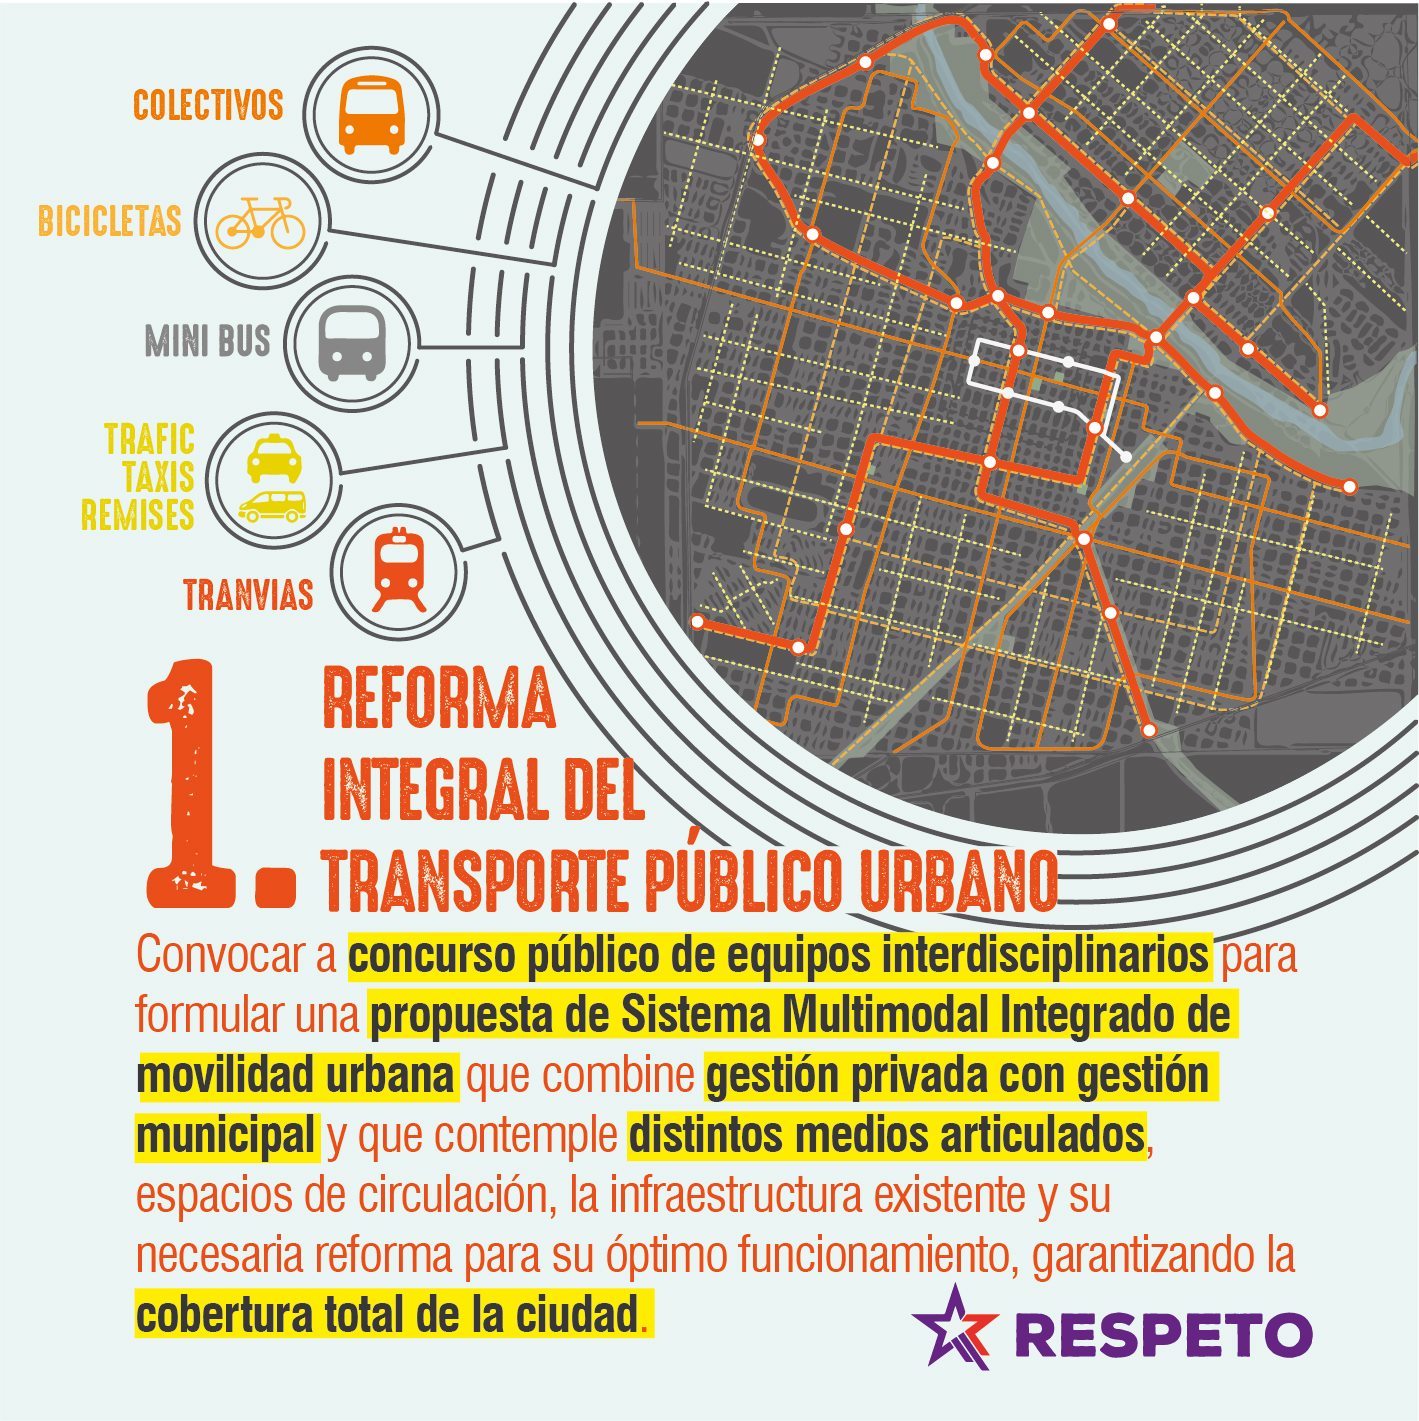 COLECTIVOS
BICICLETAS
MINI BUS
TRAFIC
TAXIS
REMISES
TRANVIAS
1. REFORMA
INTEGRAL DEL
TRANSPORTE PÚBLICO URBANO
Convocar a concurso público de equipos interdisciplinarios para
formular una propuesta de Sistema Multimodal Integrado de
movilidad urbana que combine gestión privada con gestión
municipal y que contemple distintos medios articulados,
espacios de circulación, la infraestructura existente y su
necesaria reforma para su óptimo funcionamiento, garantizando la
cobertura total de la ciudad.
RESPETO